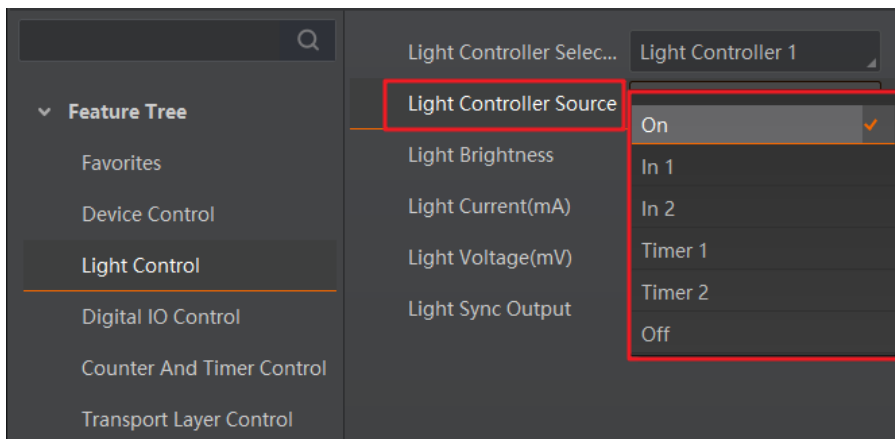 Light Controller Selec...
Light Controller 1
Light Controller Source
Feature Tree
On
Favorites
Light Brightness
In 1
Device Control
Light Current(mA)
In 2
Light Control
Light Voltage(mV)
Timer 1
Timer 2
Digital IO Control
Light Sync Output
Off
Counter And Timer Control
Transport Layer Control